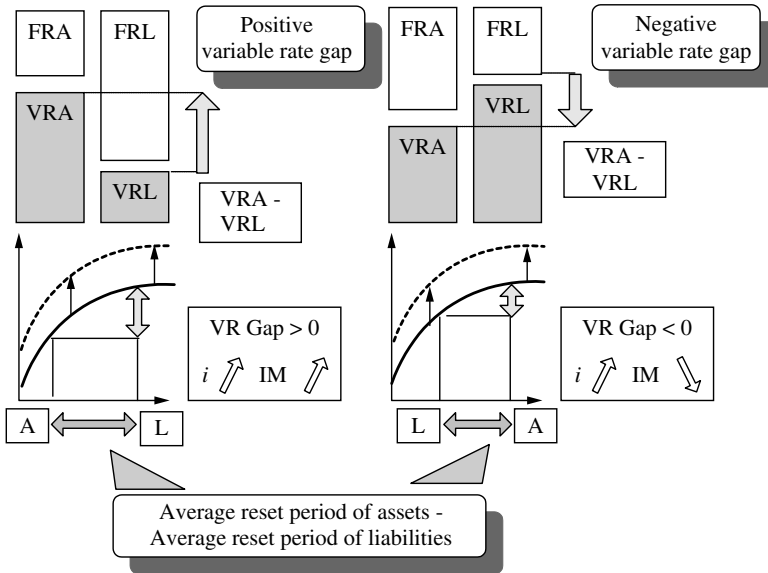 FRA
FRL
Positive
variable rate gap
VRA
VRL
VRA -
VRL
FRA
FRL
Negative
variable rate gap
VRA
VRL
VRA -
VRL
VR Gap > 0
i IM
A
L
VR Gap < 0
i IM
L
A
Average reset period of assets -
Average reset period of liabilities